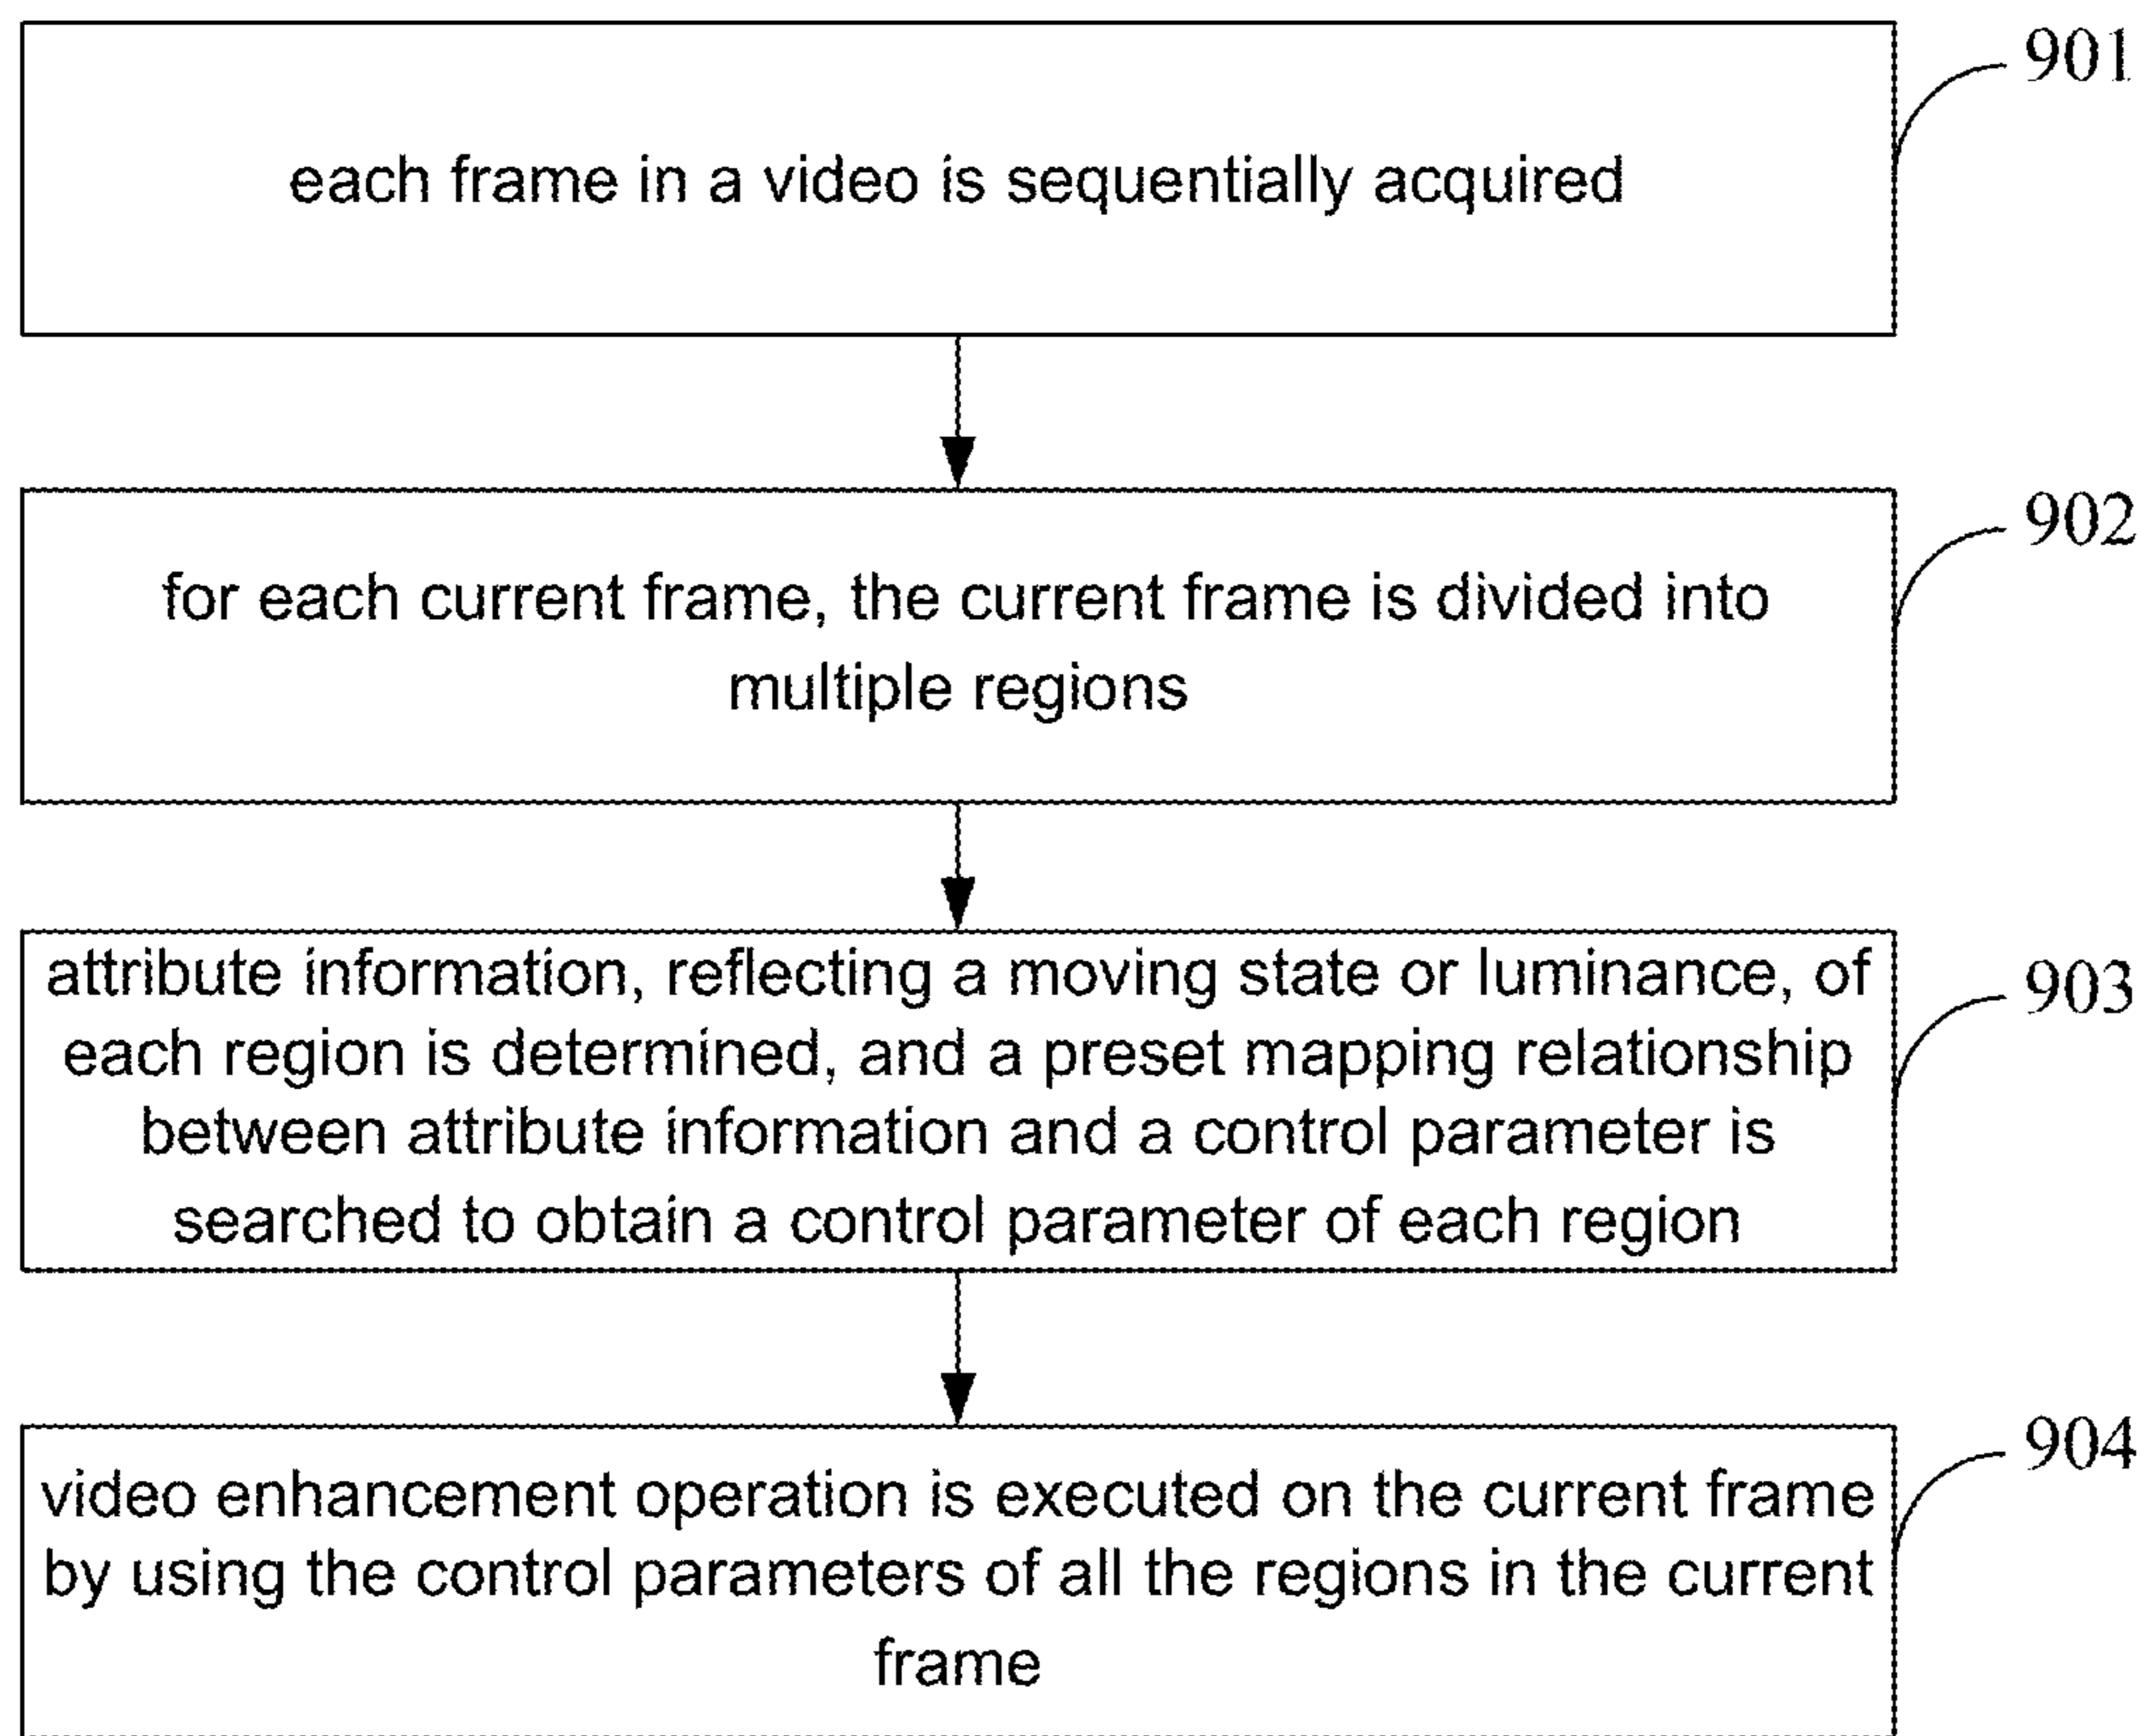 each frame in a video is sequentially acquired
901
for each current frame, the current frame is divided into
multiple regions
902
attribute information, reflecting a moving state or luminance, of
each region is determined, and a preset mapping relationship
between attribute information and a control parameter is
searched to obtain a control parameter of each region
903
video enhancement operation is executed on the current frame
by using the control parameters of all the regions in the current
frame
904